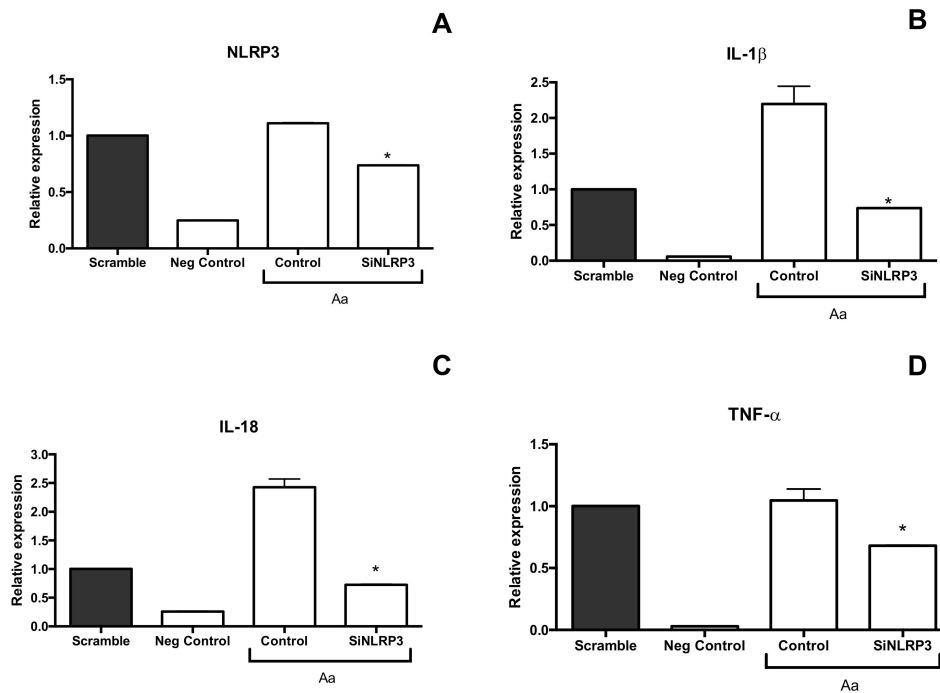 A
NLRP3
Relative expression
1.5
1.0
0.5
0.0
*
Scramble Neg Control Control SiNLRP3
Aa
B
IL-1β
Relative expression
2.5
2.0
1.5
1.0
0.5
0.0
*
Scramble Neg Control Control SiNLRP3
Aa
C
IL-18
Relative expression
3.0
2.5
2.0
1.5
1.0
0.5
0.0
*
Scramble Neg Control Control SiNLRP3
Aa
D
TNF-α
Relative expression
1.5
1.0
0.5
0.0
*
Scramble Neg Control Control SiNLRP3
Aa